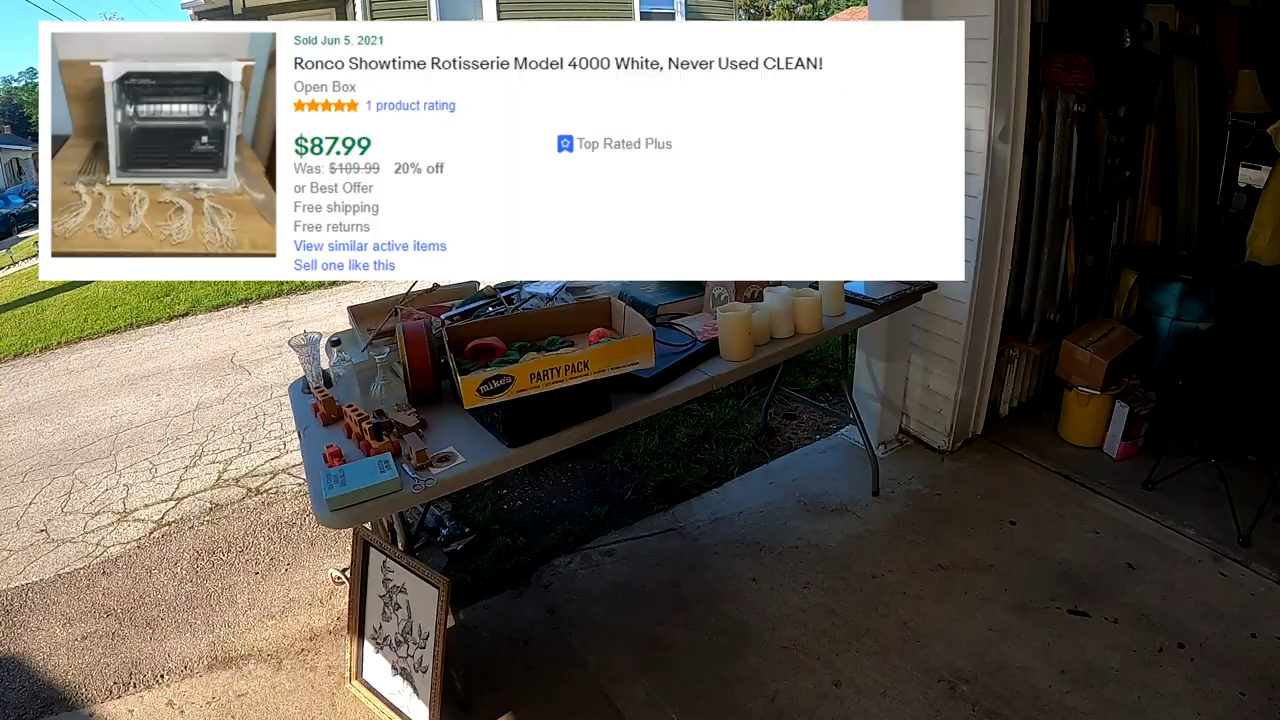 Sold Jun 5, 2021
Ronco Showtime Rotisserie Model 4000 White, Never Used CLEAN!
Open Box
1 product rating
$87.99
Top Rated Plus
Was: $109.99 20% off
or Best Offer
Free shipping
Free returns
View similar active items
Sell one like this
mike's
PARTY PACK